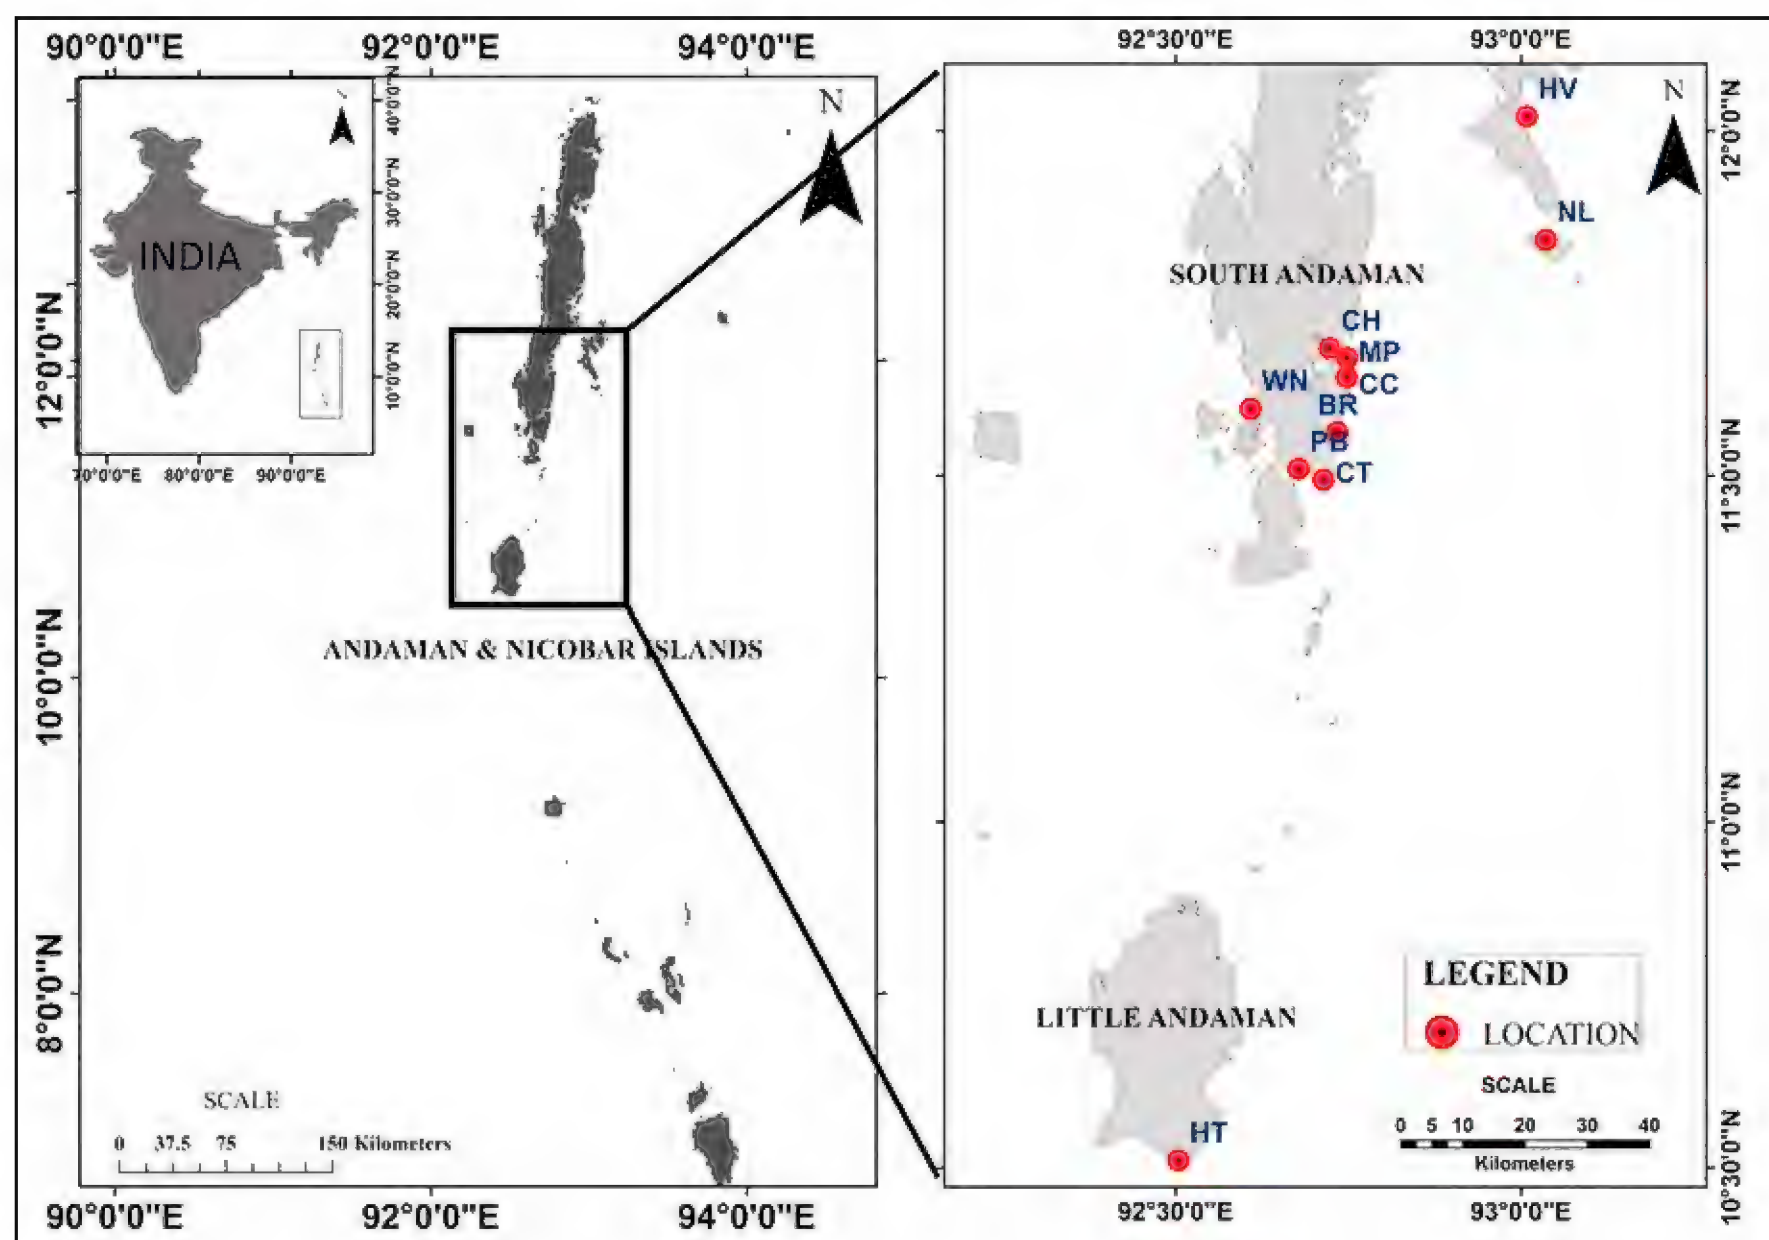 90°0'0"E 92°0'0"E 94°0'0"E
92°30'0"E 93°0'0"E
40°0'0"N
30°0'0"N
20°0'0"N
10°0'0"N
INDIA
70°0'0"E 80°0'0"E 90°0'0"E
N
12°0'0"N
10°0'0"N
8°0'0"N
ANDAMAN & NICOBAR ISLANDS
SCALE
0 37.5 75 150 Kilometers
90°0'0"E 92°0'0"E 94°0'0"E
N
HV
NL
SOUTH ANDAMAN
CH
MP
WN
CC
BR
PB
CT
12°0'0"N
11°30'0"N
11°0'0"N
10°30'0"N
LITTLE ANDAMAN
HT
LEGEND
LOCATION
SCALE
0 5 10 20 30 40
Kilometers
92°30'0"E 93°0'0"E